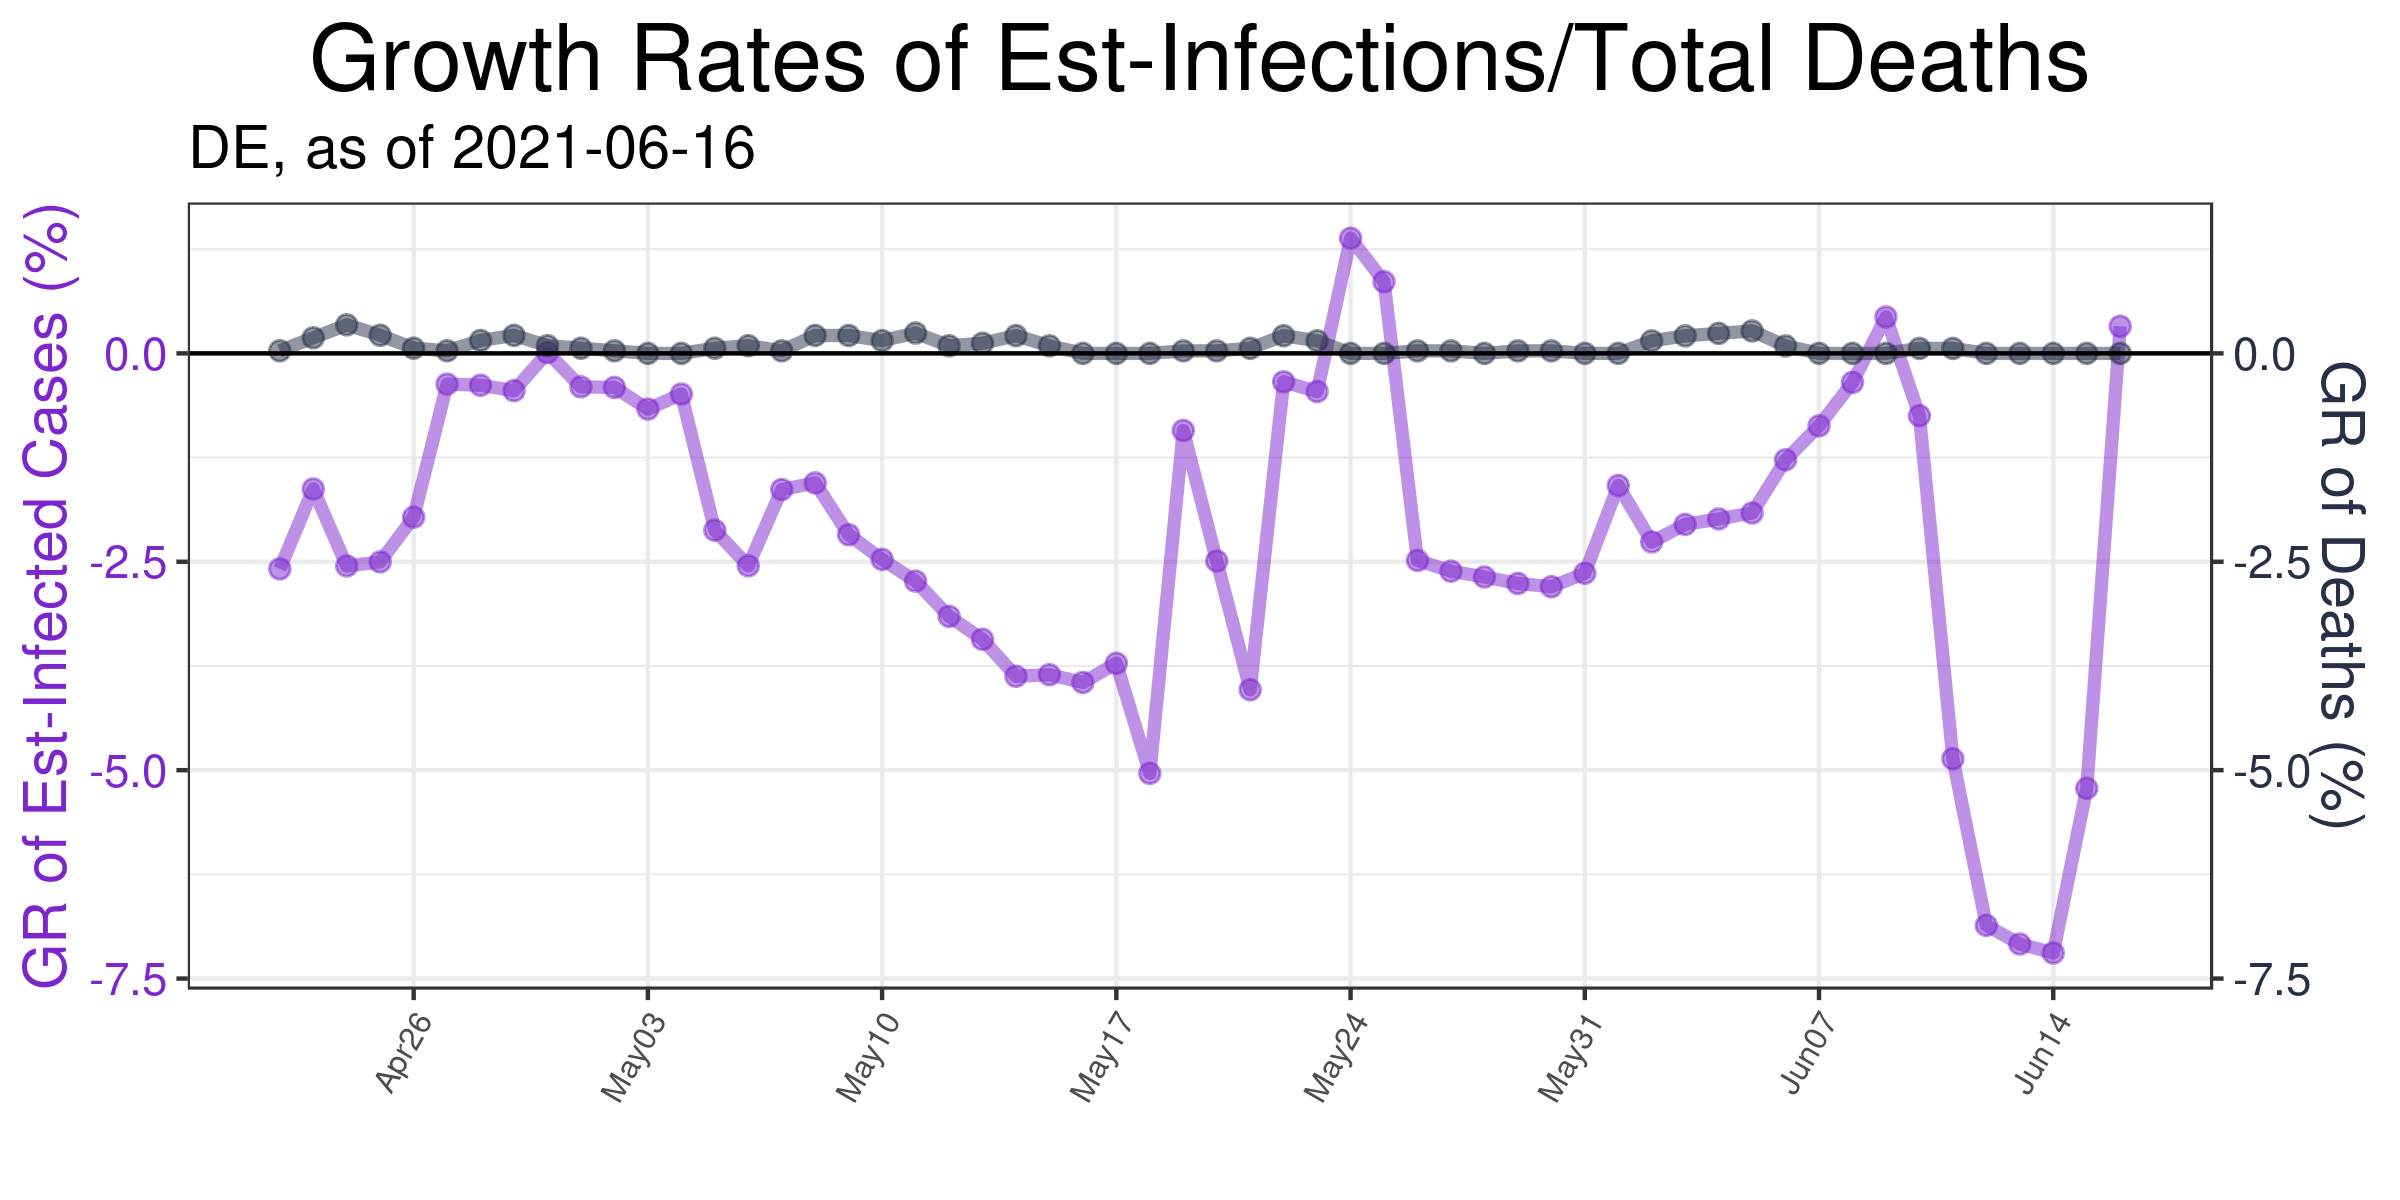 Growth Rates of Est-Infections/Total Deaths
DE, as of 2021-06-16
GR of Est-Infected Cases (%)
0.0
-2.5
-5.0
-7.5
0.0
-2.5
-5.0
-7.5
GR of Deaths (%)
Apr26
May03
May10
May17
May24
May31
Jun07
Jun14